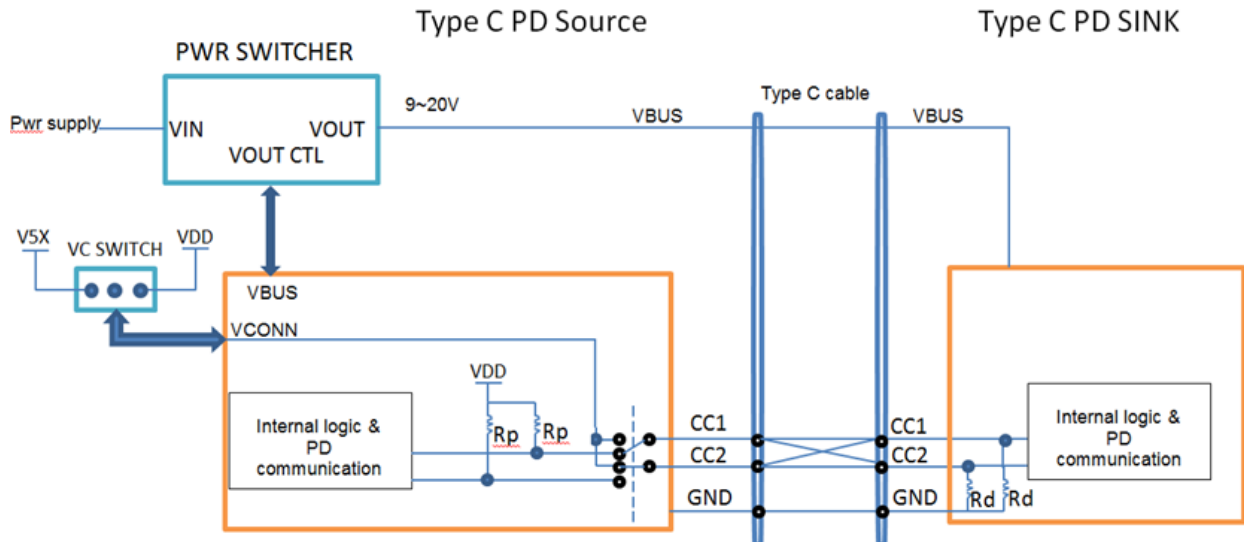 Type C PD Source
Type C PD SINK
PWR SWITCHER
Pwr supply
VIN
VOUT
VOUT CTL
9~20V
VBUS
Type C cable
VBUS
V5X
VC SWITCH
VDD
VBUS
VCONN
VDD
Rp
Rp
Internal logic &
PD
communication
CC1
CC2
GND
CC1
CC2
GND
Rd
Rd
Internal logic &
PD
communication